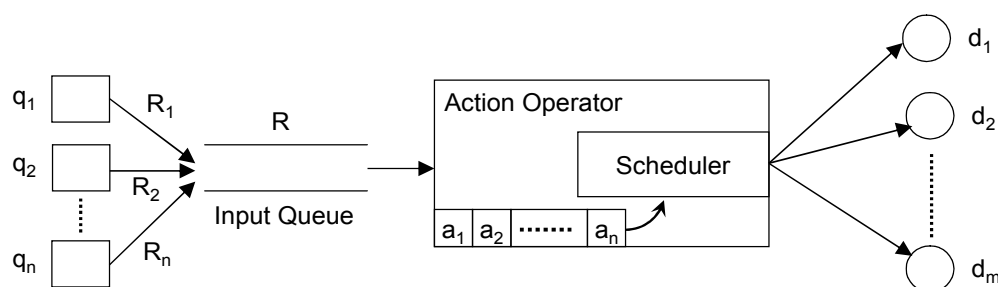 q1
q2
qn
R1
R2
Rn
R
Input Queue
Action Operator
Scheduler
a1 a2 an
d1
d2
dm